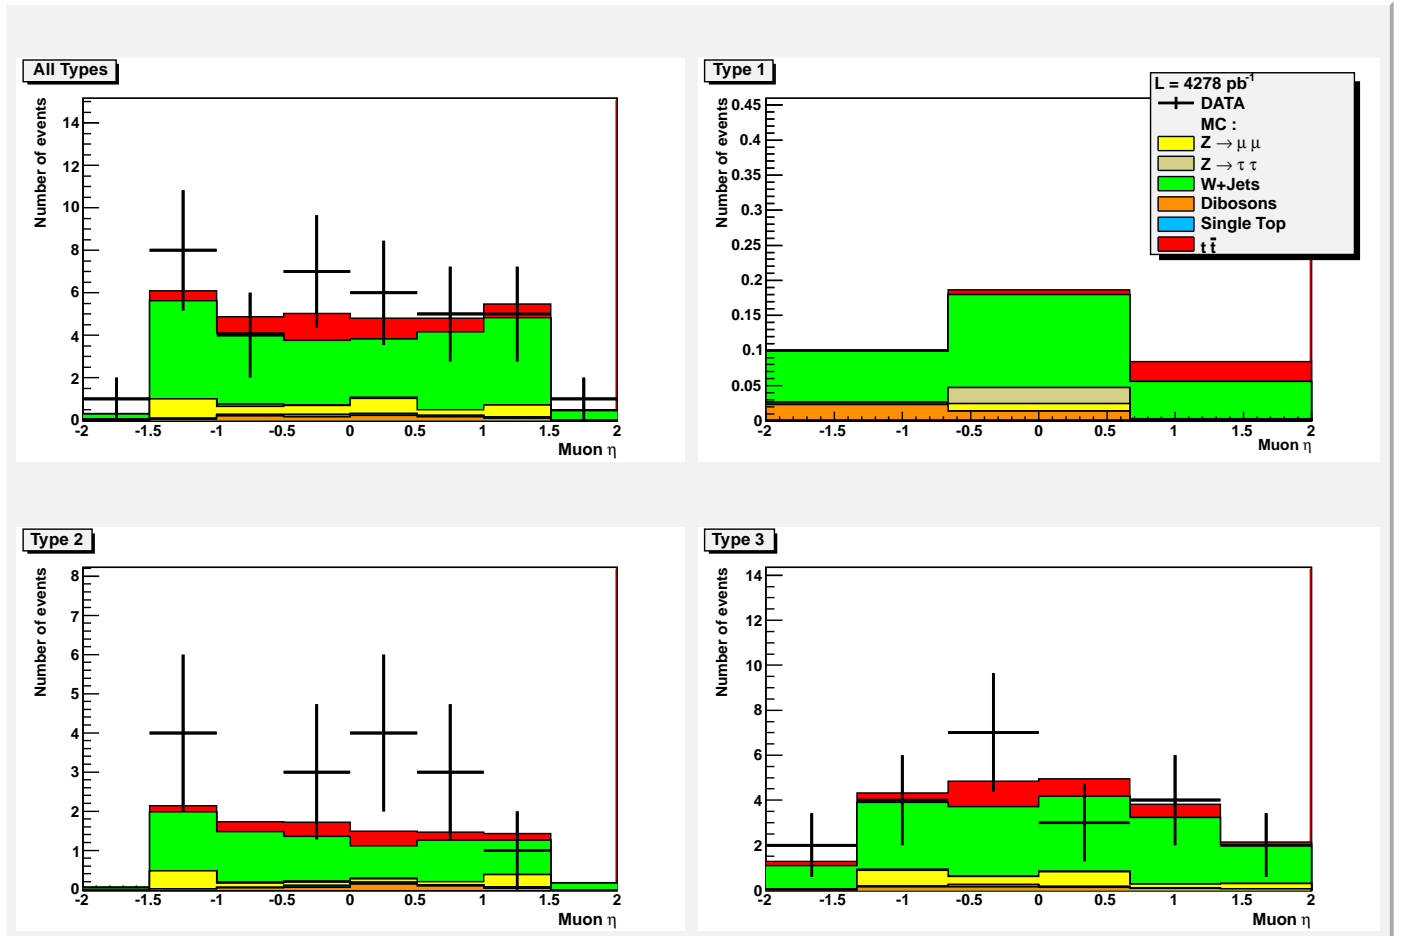 All Types
Number of events
14
12
10
8
6
4
2
0
-2 -1.5 -1 -0.5 0 0.5 1 1.5 2
Muon η
Type 1
Number of events
0.45
0.4
0.35
0.3
0.25
0.2
0.15
0.1
0.05
0
-2 -1.5 -1 -0.5 0 0.5 1 1.5 2
Muon η
L = 4278 pb⁻¹
DATA
MC :
Z → μ μ
Z → τ τ
W+Jets
Dibosons
Single Top
t t̄
Type 2
Number of events
8
7
6
5
4
3
2
1
0
-2 -1.5 -1 -0.5 0 0.5 1 1.5 2
Muon η
Type 3
Number of events
14
12
10
8
6
4
2
0
-2 -1.5 -1 -0.5 0 0.5 1 1.5 2
Muon η